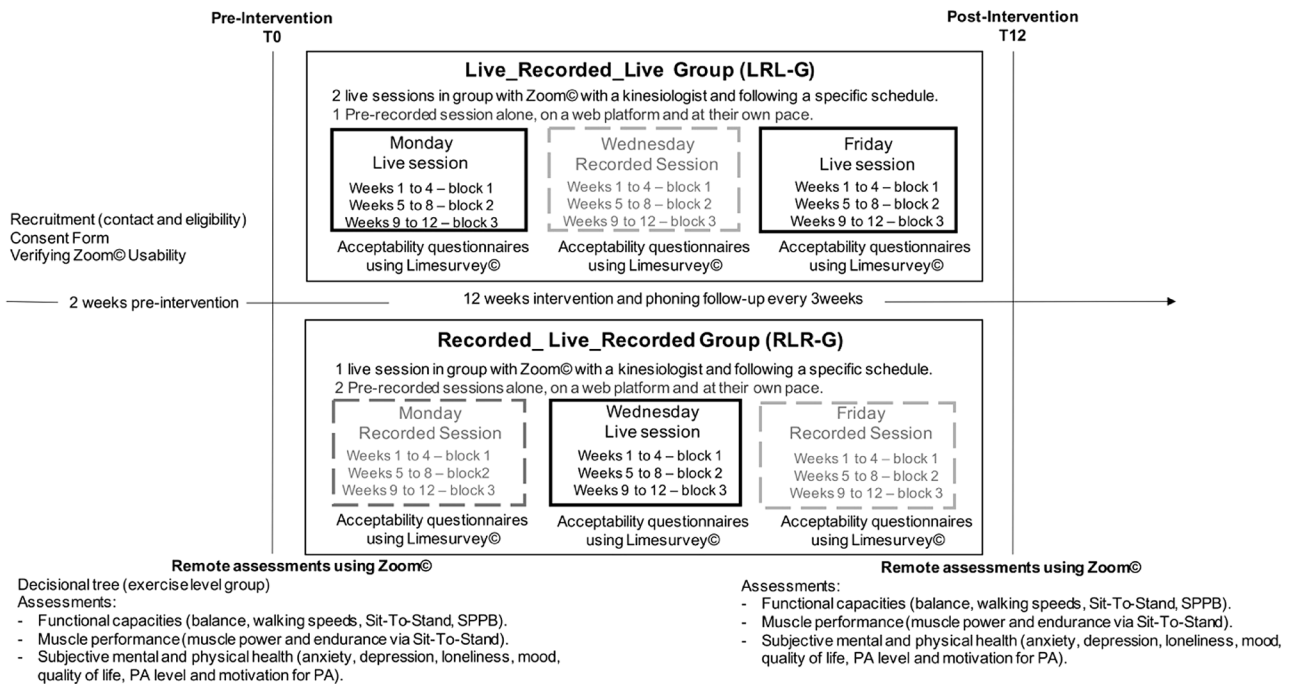 Pre-Intervention
T0
Post-Intervention
T12
Live_Recorded_Live Group (LRL-G)
2 live sessions in group with Zoom© with a kinesiologist and following a specific schedule.
1 Pre-recorded session alone, on a web platform and at their own pace.
Monday
Live session
Weeks 1 to 4 – block 1
Weeks 5 to 8 – block 2
Weeks 9 to 12 – block 3
Wednesday
Recorded Session
Weeks 1 to 4 – block 1
Weeks 5 to 8 – block 2
Weeks 9 to 12 – block 3
Friday
Live session
Weeks 1 to 4 – block 1
Weeks 5 to 8 – block 2
Weeks 9 to 12 – block 3
Acceptability questionnaires
using Limesurvey©
Acceptability questionnaires
using Limesurvey©
Acceptability questionnaires
using Limesurvey©
Recruitment (contact and eligibility)
Consent Form
Verifying Zoom© Usability
2 weeks pre-intervention
12 weeks intervention and phoning follow-up every 3weeks
Recorded_ Live_Recorded Group (RLR-G)
1 live session in group with Zoom© with a kinesiologist and following a specific schedule.
2 Pre-recorded sessions alone, on a web platform and at their own pace.
Monday
Recorded Session
Weeks 1 to 4 – block 1
Weeks 5 to 8 – block2
Weeks 9 to 12 – block 3
Wednesday
Live session
Weeks 1 to 4 – block 1
Weeks 5 to 8 – block 2
Weeks 9 to 12 – block 3
Friday
Recorded Session
Weeks 1 to 4 – block 1
Weeks 5 to 8 – block 2
Weeks 9 to 12 – block 3
Acceptability questionnaires
using Limesurvey©
Acceptability questionnaires
using Limesurvey©
Acceptability questionnaires
using Limesurvey©
Remote assessments using Zoom©
Decisional tree (exercise level group)
Assessments:
- Functional capacities (balance, walking speeds, Sit-To-Stand, SPPB).
- Muscle performance (muscle power and endurance via Sit-To-Stand).
- Subjective mental and physical health (anxiety, depression, loneliness, mood,
quality of life, PA level and motivation for PA).
Remote assessments using Zoom©
Assessments:
- Functional capacities (balance, walking speeds, Sit-To-Stand, SPPB).
- Muscle performance (muscle power and endurance via Sit-To-Stand).
- Subjective mental and physical health (anxiety, depression, loneliness, mood,
quality of life, PA level and motivation for PA).